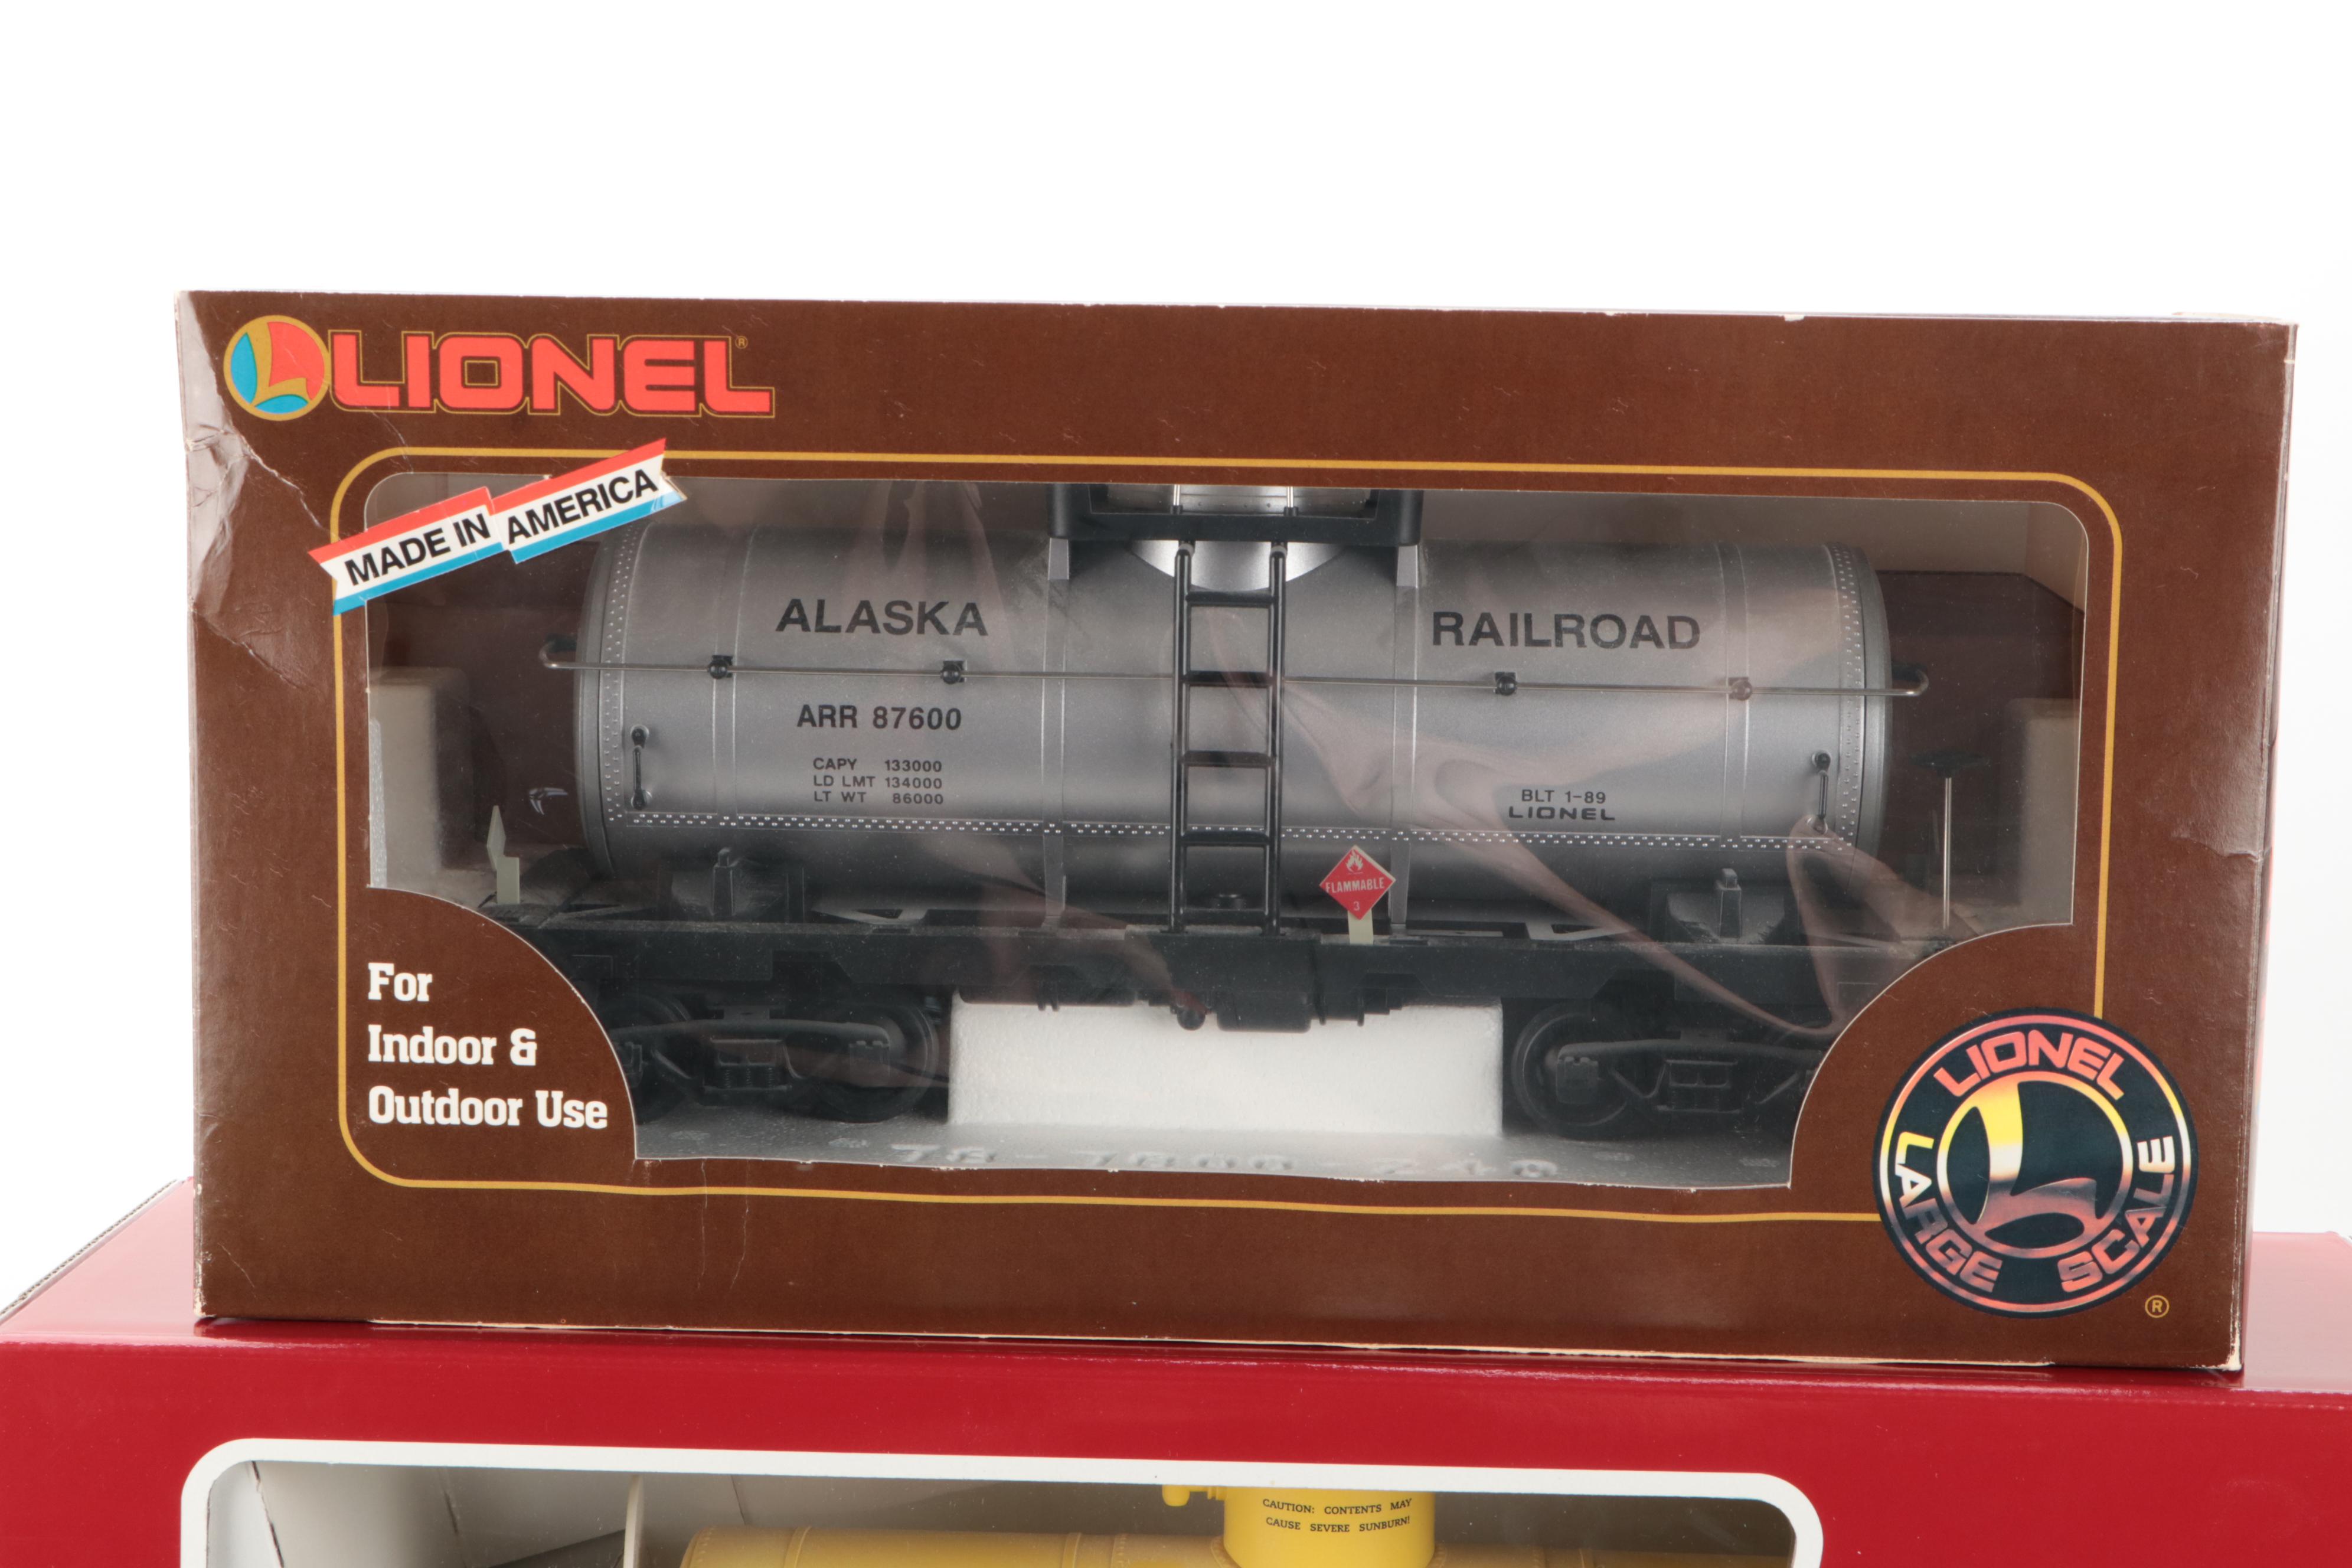 LIONEL®
MADE IN AMERICA
ALASKA RAILROAD
ARR 87600
CAPY 133000
LD LMT 134000
LT WT 86000
BLT 1-89
LIONEL
FLAMMABLE
3
For
Indoor &
Outdoor Use
LIONEL
LARGE SCALE
®
CAUTION: CONTENTS MAY
CAUSE SEVERE SUNBURN!